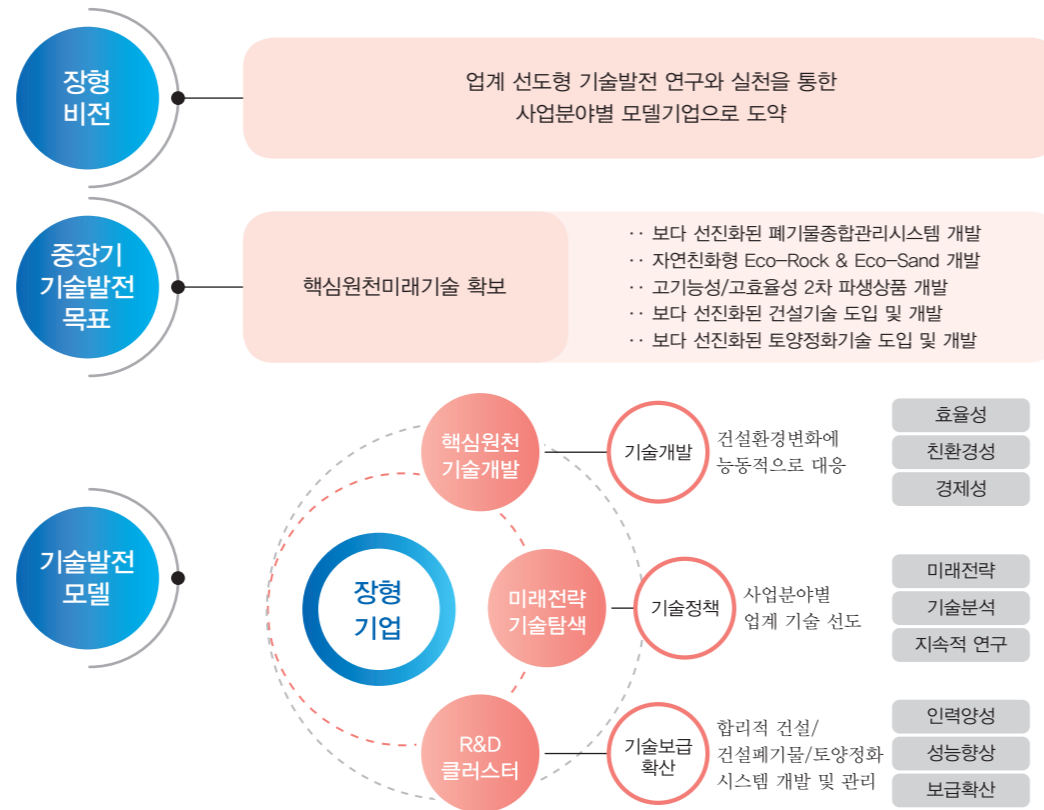 장형
비전
업계 선도형 기술발전 연구와 실천을 통한
사업분야별 모델기업으로 도약
중장기
기술발전
목표
핵심원천미래기술 확보
·· 보다 선진화된 폐기물종합관리시스템 개발
·· 자연친화형 Eco-Rock & Eco-Sand 개발
·· 고기능성/고효율성 2차 파생상품 개발
·· 보다 선진화된 건설기술 도입 및 개발
·· 보다 선진화된 토양정화기술 도입 및 개발
기술발전
모델
장형
기업
핵심원천
기술개발
기술개발
건설환경변화에
능동적으로 대응
효율성
친환경성
경제성
미래전략
기술탐색
기술정책
사업분야별
업계 기술 선도
미래전략
기술분석
지속적 연구
R&D
클러스터
기술보급
확산
합리적 건설/
건설폐기물/토양정화
시스템 개발 및 관리
인력양성
성능향상
보급확산